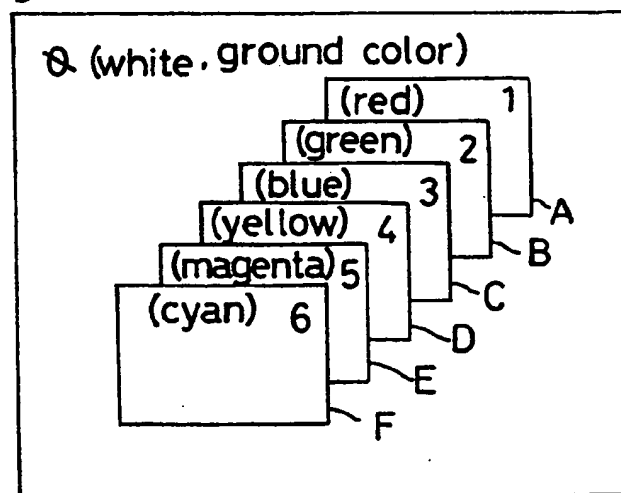 0 (white, ground color)
(red) 1
(green) 2
(blue) 3
A
(yellow) 4
B
(magenta) 5
C
(cyan) 6
D
E
F